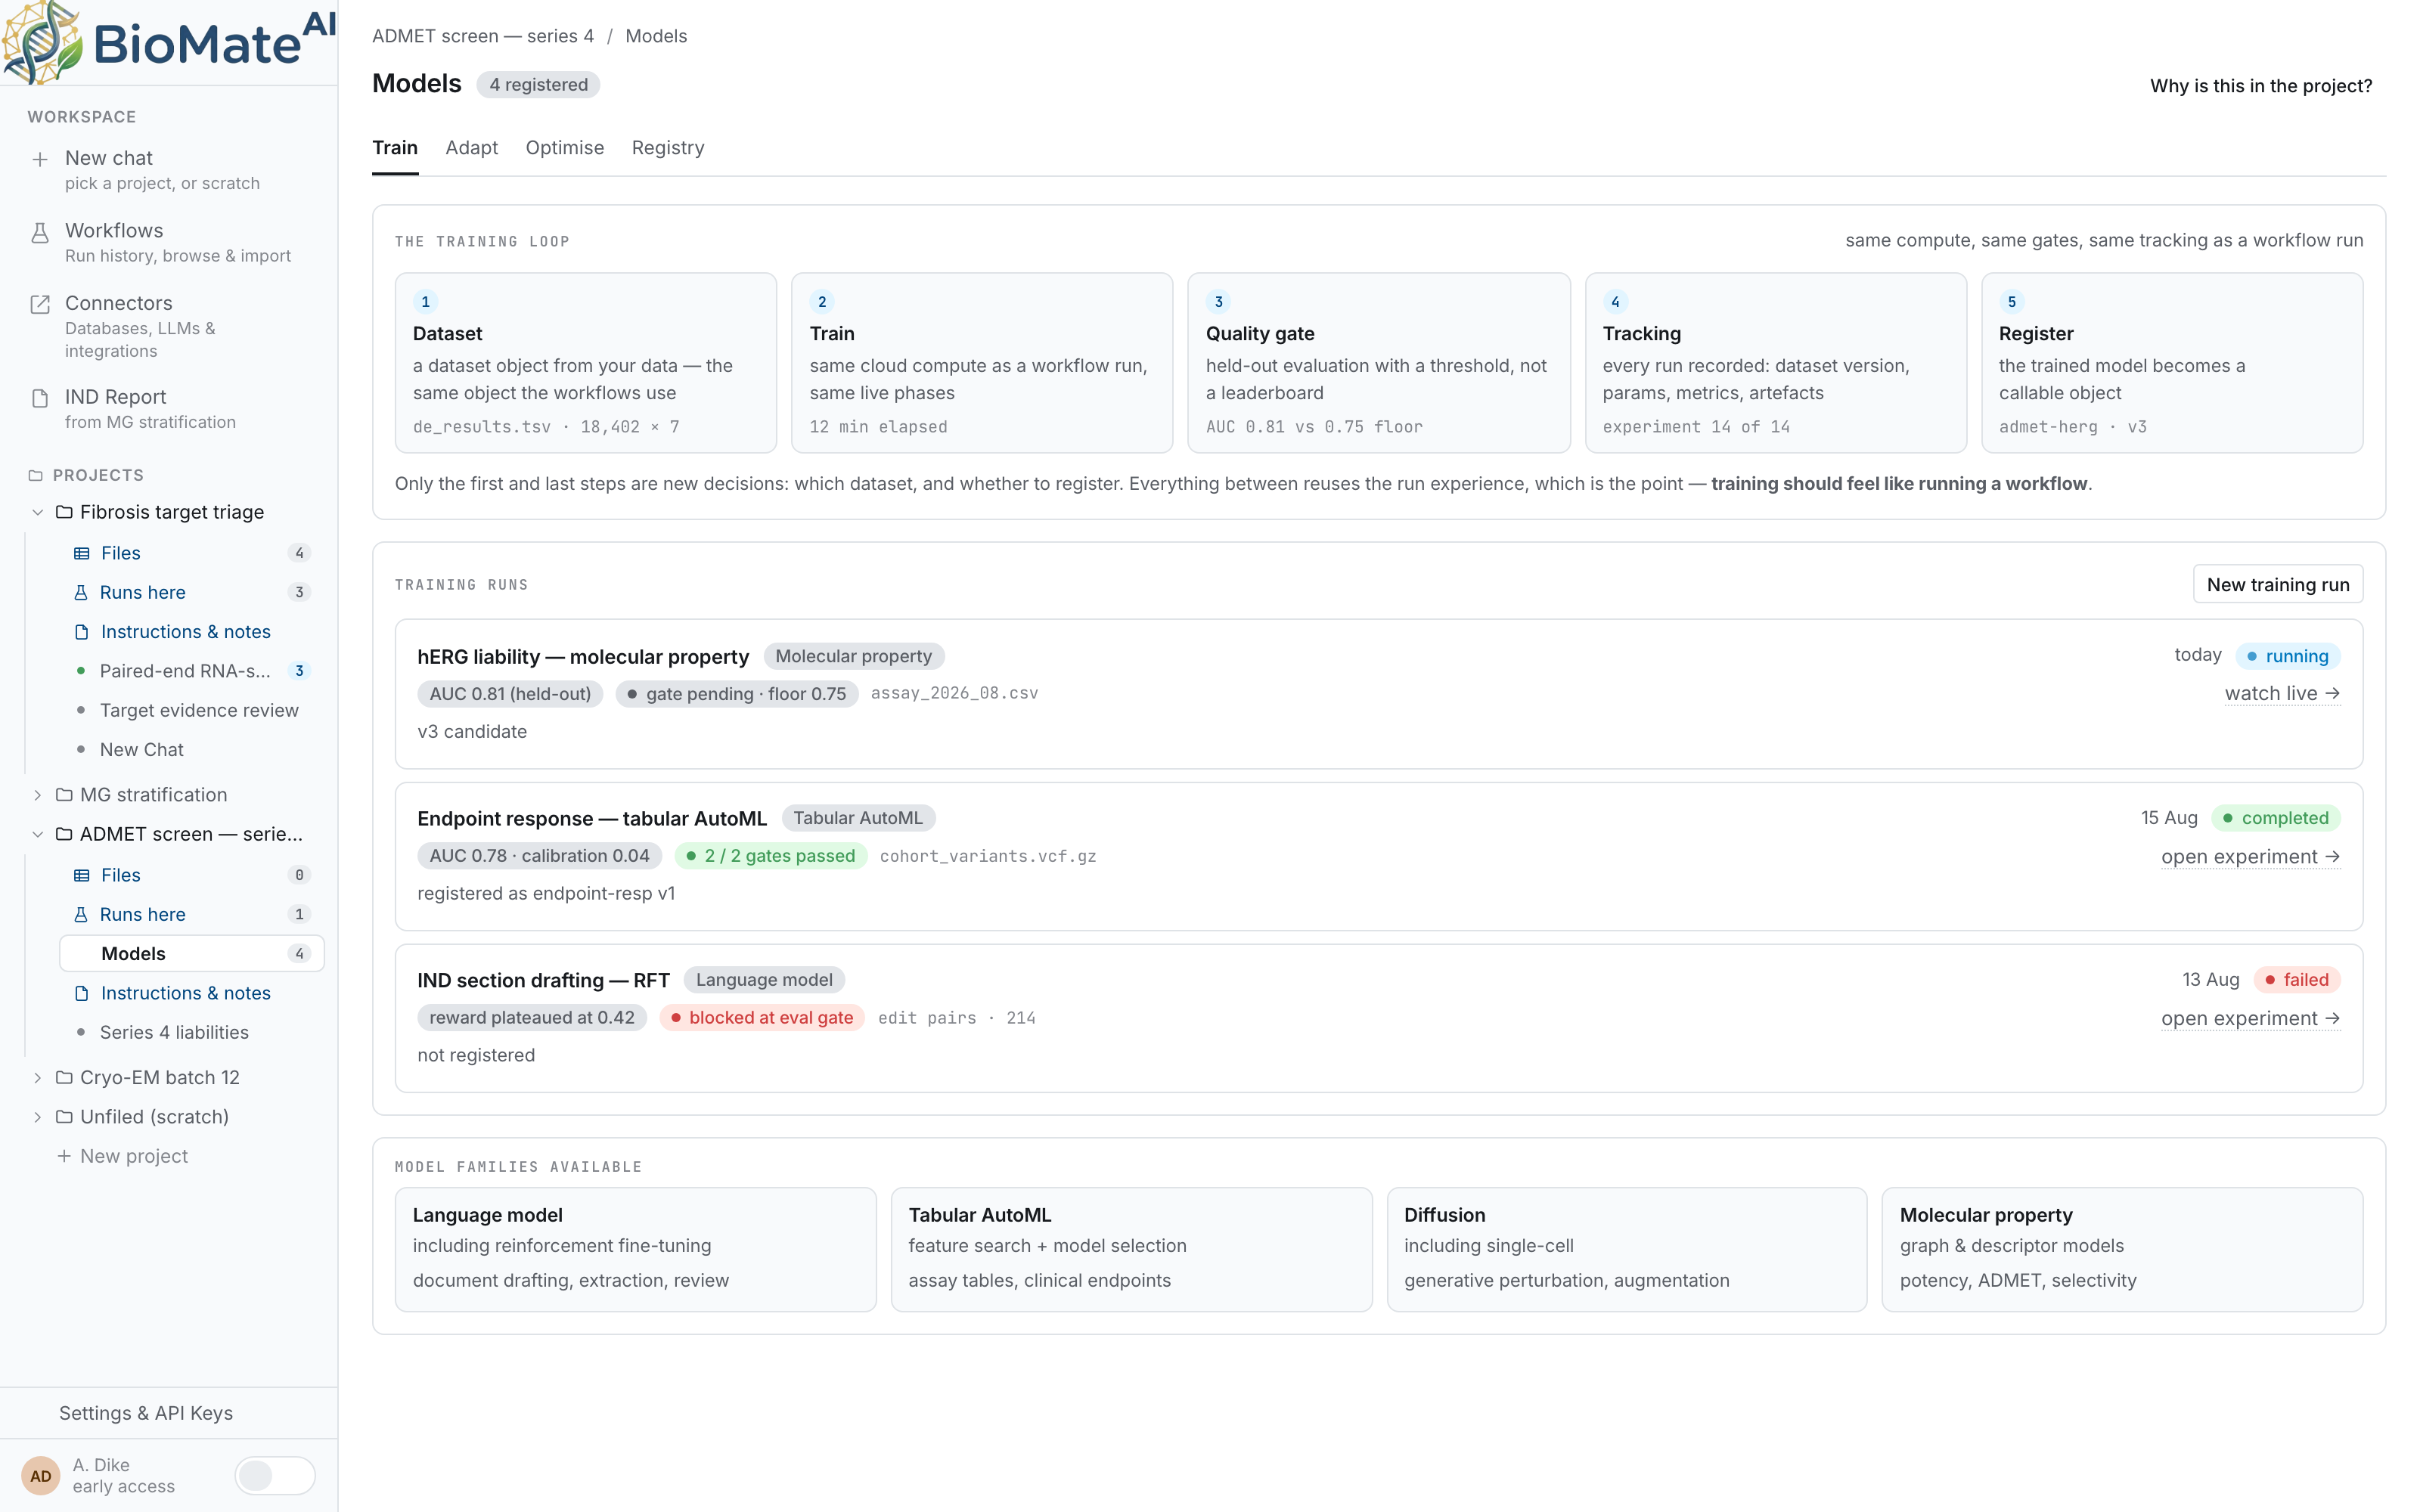 BioMateAI
WORKSPACE
New chat
pick a project, or scratch
Workflows
Run history, browse & import
Connectors
Databases, LLMs &
integrations
IND Report
from MG stratification
PROJECTS
Fibrosis target triage
Files 4
Runs here 3
Instructions & notes
Paired-end RNA-s... 3
Target evidence review
New Chat
MG stratification
ADMET screen — serie...
Files 0
Runs here 1
Models 4
Instructions & notes
Series 4 liabilities
Cryo-EM batch 12
Unfiled (scratch)
+ New project
Settings & API Keys
AD
A. Dike
early access
ADMET screen — series 4 / Models
Models 4 registered
Why is this in the project?
Train Adapt Optimise Registry
THE TRAINING LOOP
same compute, same gates, same tracking as a workflow run
1
Dataset
a dataset object from your data — the
same object the workflows use
de_results.tsv · 18,402 × 7
2
Train
same cloud compute as a workflow run,
same live phases
12 min elapsed
3
Quality gate
held-out evaluation with a threshold, not
a leaderboard
AUC 0.81 vs 0.75 floor
4
Tracking
every run recorded: dataset version,
params, metrics, artefacts
experiment 14 of 14
5
Register
the trained model becomes a
callable object
admet-herg · v3
Only the first and last steps are new decisions: which dataset, and whether to register. Everything between reuses the run experience, which is the point — training should feel like running a workflow.
TRAINING RUNS
New training run
hERG liability — molecular property Molecular property
today running
AUC 0.81 (held-out) gate pending · floor 0.75 assay_2026_08.csv
watch live →
v3 candidate
Endpoint response — tabular AutoML Tabular AutoML
15 Aug completed
AUC 0.78 · calibration 0.04 2 / 2 gates passed cohort_variants.vcf.gz
open experiment →
registered as endpoint-resp v1
IND section drafting — RFT Language model
13 Aug failed
reward plateaued at 0.42 blocked at eval gate edit pairs · 214
open experiment →
not registered
MODEL FAMILIES AVAILABLE
Language model
including reinforcement fine-tuning
document drafting, extraction, review
Tabular AutoML
feature search + model selection
assay tables, clinical endpoints
Diffusion
including single-cell
generative perturbation, augmentation
Molecular property
graph & descriptor models
potency, ADMET, selectivity